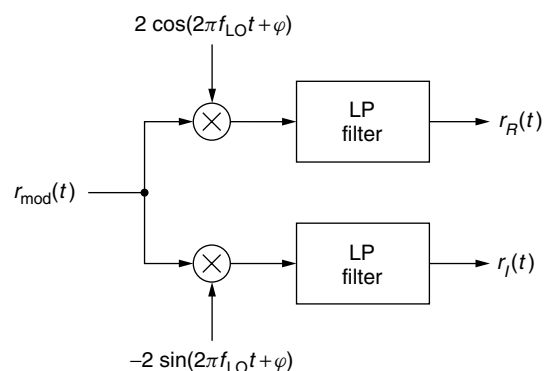 2 cos(2πf_LO t+φ)
LP
filter
r_R(t)
r_mod(t)
LP
filter
r_I(t)
−2 sin(2πf_LO t+φ)